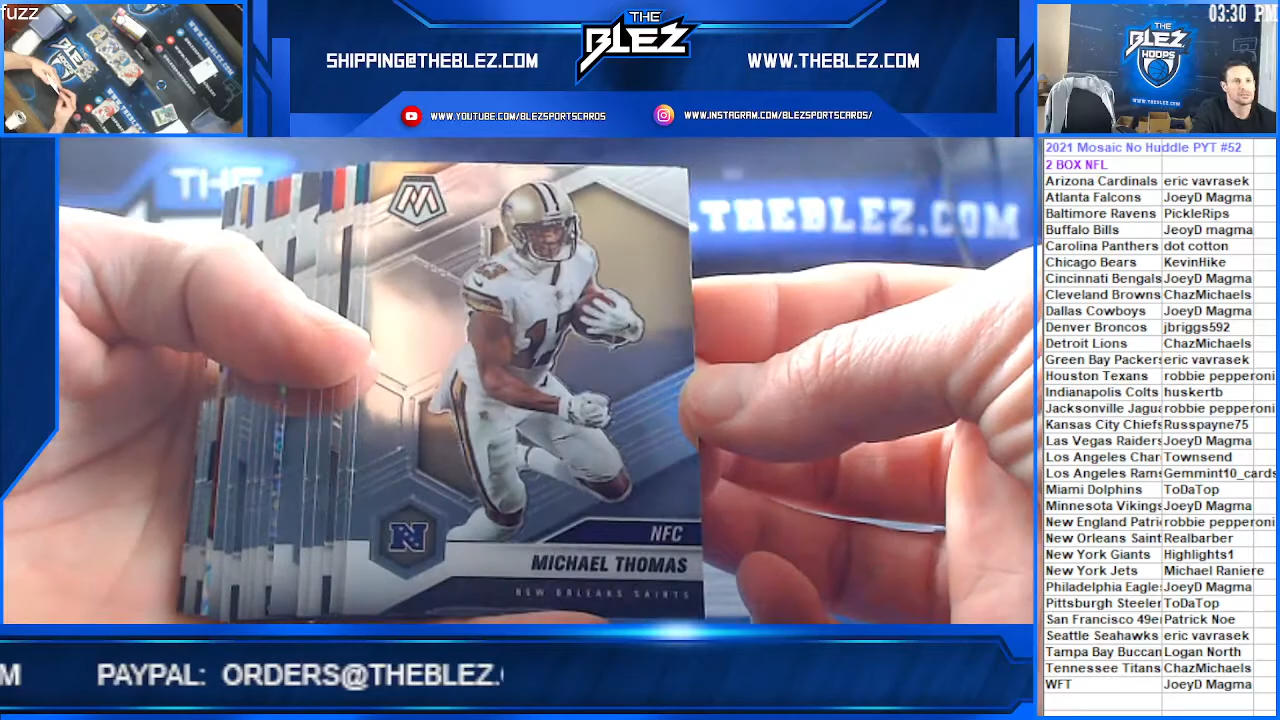 fuzz
SHIPPING@THEBLEZ.COM
THE
BLEZ
WWW.THEBLEZ.COM
WWW.YOUTUBE.COM/BLEZSPORTSCARDS
WWW.INSTAGRAM.COM/BLEZSPORTSCARDS/
03:30 PM
THE
BLEZ
HOOPS
WWW.THEBLEZ.COM
THE
.THEBLEZ.COM
M
NFC
MICHAEL THOMAS
NEW ORLEANS SAINTS
N
17
M
PAYPAL: ORDERS@THEBLEZ.
2021 Mosaic No Huddle PYT #52
2 BOX NFL
Arizona Cardinals eric vavrasek
Atlanta Falcons JoeyD Magma
Baltimore Ravens PickleRips
Buffalo Bills JeoyD magma
Carolina Panthers dot cotton
Chicago Bears KevinHike
Cincinnati Bengals JoeyD Magma
Cleveland Browns ChazMichaels
Dallas Cowboys JoeyD Magma
Denver Broncos jbriggs592
Detroit Lions ChazMichaels
Green Bay Packers eric vavrasek
Houston Texans robbie pepperoni
Indianapolis Colts huskertb
Jacksonville Jagua robbie pepperoni
Kansas City Chiefs Russpayne75
Las Vegas Raiders JoeyD Magma
Los Angeles Char Townsend
Los Angeles Rams Gemmint10_cards
Miami Dolphins ToDaTop
Minnesota Vikings JoeyD Magma
New England Patri robbie pepperoni
New Orleans Saint Realbarber
New York Giants Highlights1
New York Jets Michael Raniere
Philadelphia Eagle JoeyD Magma
Pittsburgh Steeler ToDaTop
San Francisco 49e Patrick Noe
Seattle Seahawks eric vavrasek
Tampa Bay Buccan Logan North
Tennessee Titans ChazMichaels
WFT JoeyD Magma